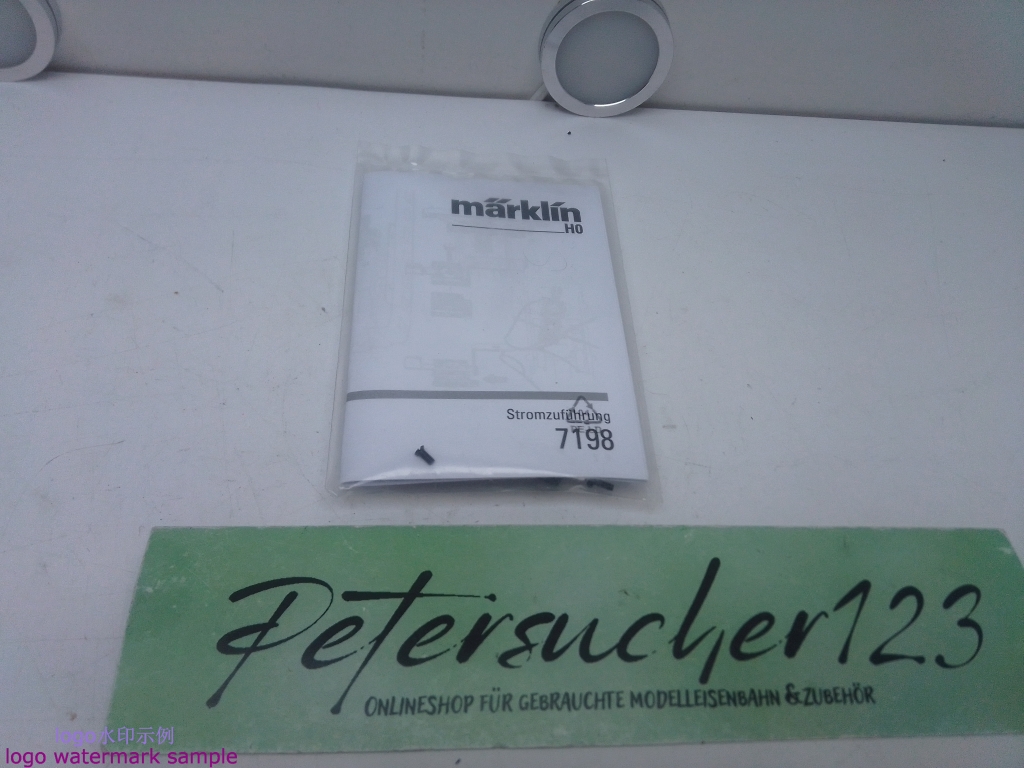 märklin
H0
Stromzuführung
7198
Petersucher123
ONLINESHOP FÜR GEBRAUCHTE MODELLEISENBAHN & ZUBEHÖR
logo水印示例
logo watermark sample